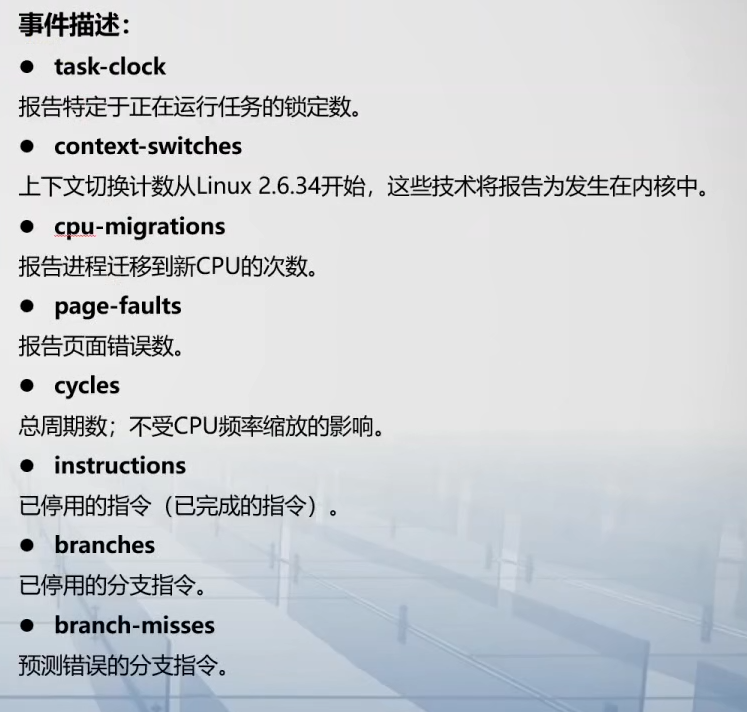 事件描述：
● task-clock
报告特定于正在运行任务的锁定数。
● context-switches
上下文切换计数从Linux 2.6.34开始，这些技术将报告为发生在内核中。
● cpu-migrations
报告进程迁移到新CPU的次数。
● page-faults
报告页面错误数。
● cycles
总周期数；不受CPU频率缩放的影响。
● instructions
已停用的指令（已完成的指令）。
● branches
已停用的分支指令。
● branch-misses
预测错误的分支指令。